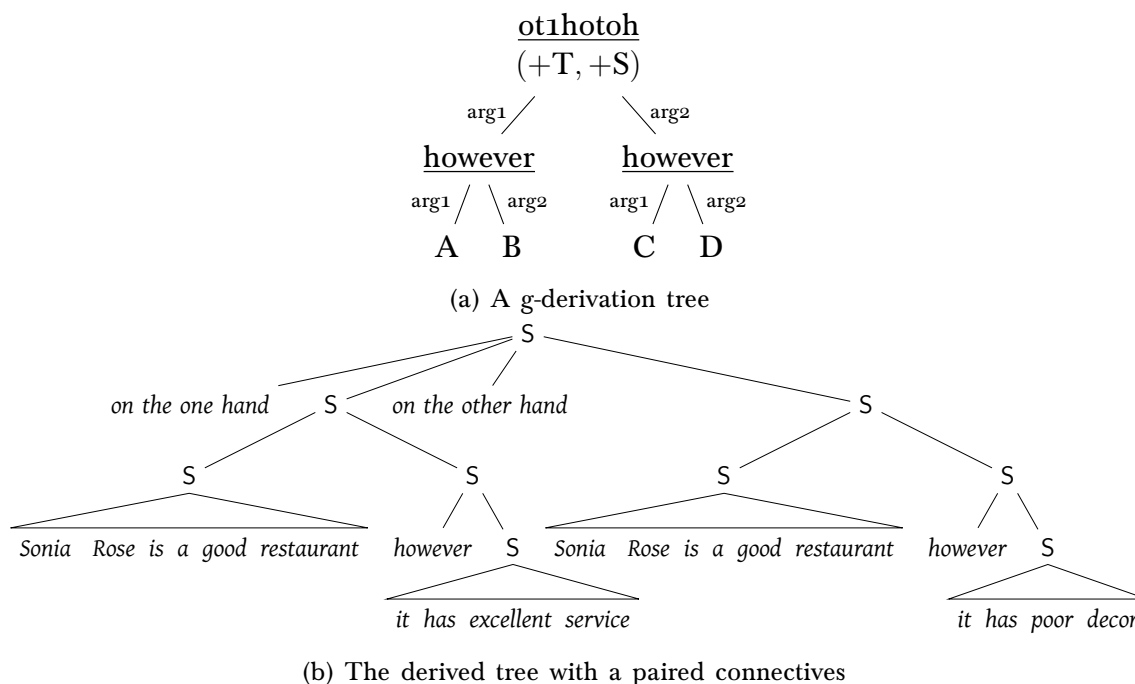 ot1hotoh
(+T, +S)
arg1 arg2
however however
arg1 arg2 arg1 arg2
A B C D
(a) A g-derivation tree
S
on the one hand S on the other hand S
S S S S
Sonia Rose is a good restaurant however S Sonia Rose is a good restaurant however S
it has excellent service it has poor decor
(b) The derived tree with a paired connectives